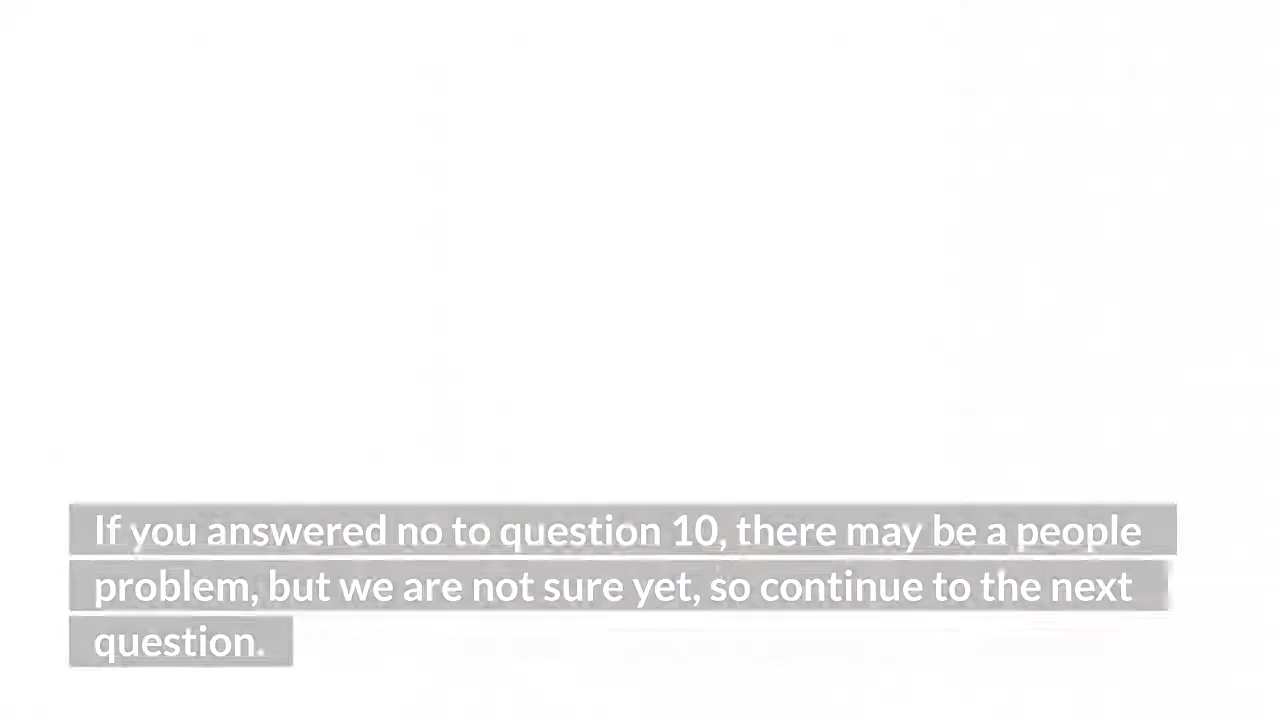 If you answered no to question 10, there may be a people
problem, but we are not sure yet, so continue to the next
question.